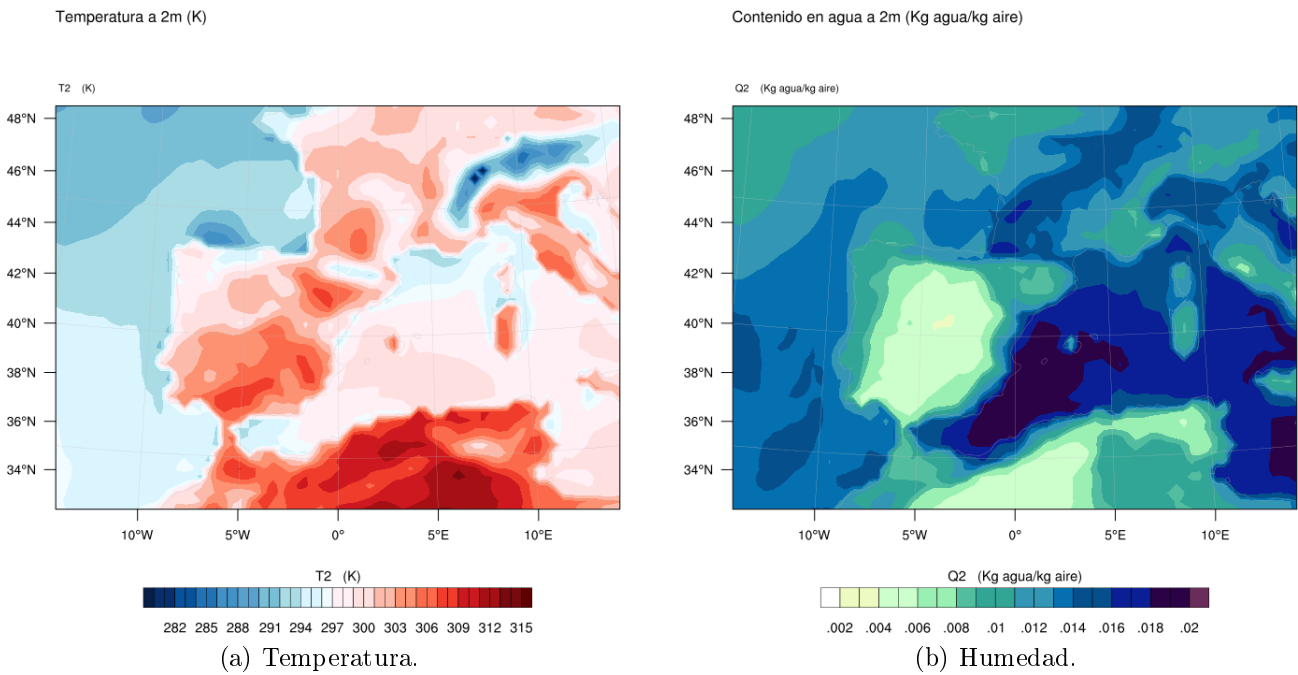 Temperatura a 2m (K)
T2 (K)
48°N
46°N
44°N
42°N
40°N
38°N
36°N
34°N
10°W 5°W 0° 5°E 10°E
T2 (K)
282 285 288 291 294 297 300 303 306 309 312 315
(a) Temperatura.
Contenido en agua a 2m (Kg agua/kg aire)
Q2 (Kg agua/kg aire)
48°N
46°N
44°N
42°N
40°N
38°N
36°N
34°N
10°W 5°W 0° 5°E 10°E
Q2 (Kg agua/kg aire)
.002 .004 .006 .008 .01 .012 .014 .016 .018 .02
(b) Humedad.